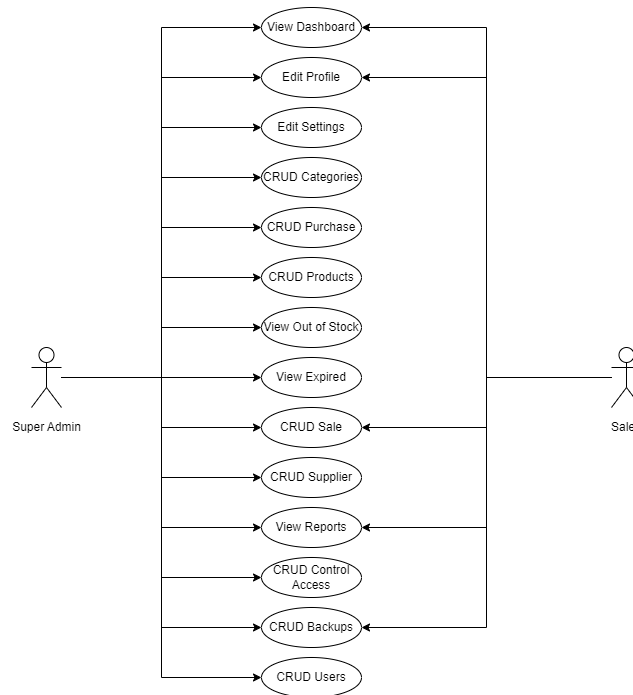 View Dashboard
Edit Profile
Edit Settings
CRUD Categories
CRUD Purchase
CRUD Products
View Out of Stock
View Expired
Super Admin
Sale
CRUD Sale
CRUD Supplier
View Reports
CRUD Control
Access
CRUD Backups
CRUD Users